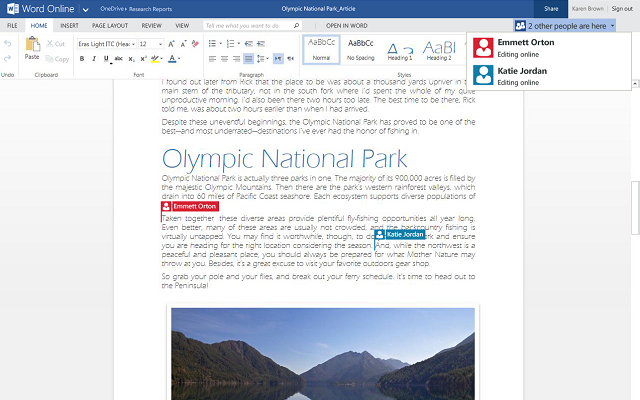 Word Online OneDrive ▸ Research Reports Olympic National Park_Article Share Karen Brown Sign out
FILE HOME INSERT PAGE LAYOUT REVIEW VIEW Tell me what you want to do OPEN IN WORD 2 other people are here
Emmett Orton
Editing online
Katie Jordan
Editing online
Undo
Paste
Cut
Copy
Clipboard
Eras Light ITC (Hea 12
Font
Paragraph
AaBbCc AaBbCc AaBb( AaBl
Normal No Spacing Heading 1 Heading 2
Styles
I found out later from Rick that the place to be was about a thousand yards upriver in
main stem of the tributary, not in the south fork where I'd spent the whole of my quite
unproductive morning. I'd also been there two hours too late. The best time to be there, Rick
told me, was about two hours earlier than when I had arrived.
Despite these uneventful beginnings, the Olympic National Park has proved to be one of the
best—and most underrated—destinations I've ever had the honor of fishing in.
Olympic National Park
Olympic National Park is actually three parks in one. The majority of its 900,000 acres is filled by
the majestic Olympic Mountains. Then there are the park's western rainforest valleys, which
drain into 60 miles of Pacific Coast seashore. Each ecosystem supports diverse populations of
Emmett Orton
Taken together these diverse areas provide plentiful fly-fishing opportunities all year long.
Even better, many of these areas are usually not crowded, and the backcountry fishing is
virtually untapped. You may find it worthwhile, though, to do
Katie Jordan
and ensure
you are heading for the right location considering the season. And, while the northwest is a
peaceful and pleasant place, you should always be prepared for what Mother Nature may
throw at you. Besides, it's a great excuse to visit your favorite outdoors gear shop.
So grab your pole and your flies, and break out your ferry schedule. It's time to head out to
the Peninsula!